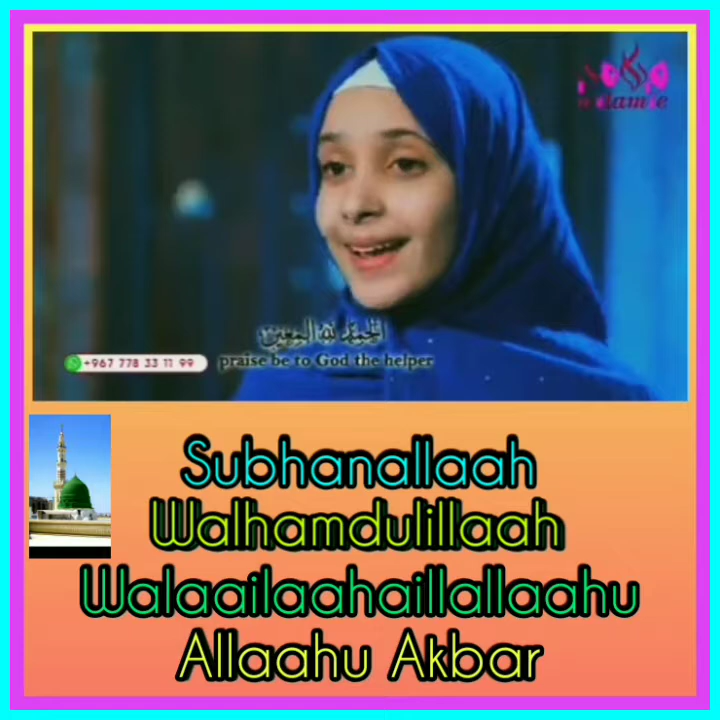 الحمد لله المعين
+967 778 33 11 99
praise be to God the helper
Subhanallaah
Walhamdulillaah
Walaailaahaillallaahu
Allaahu Akbar